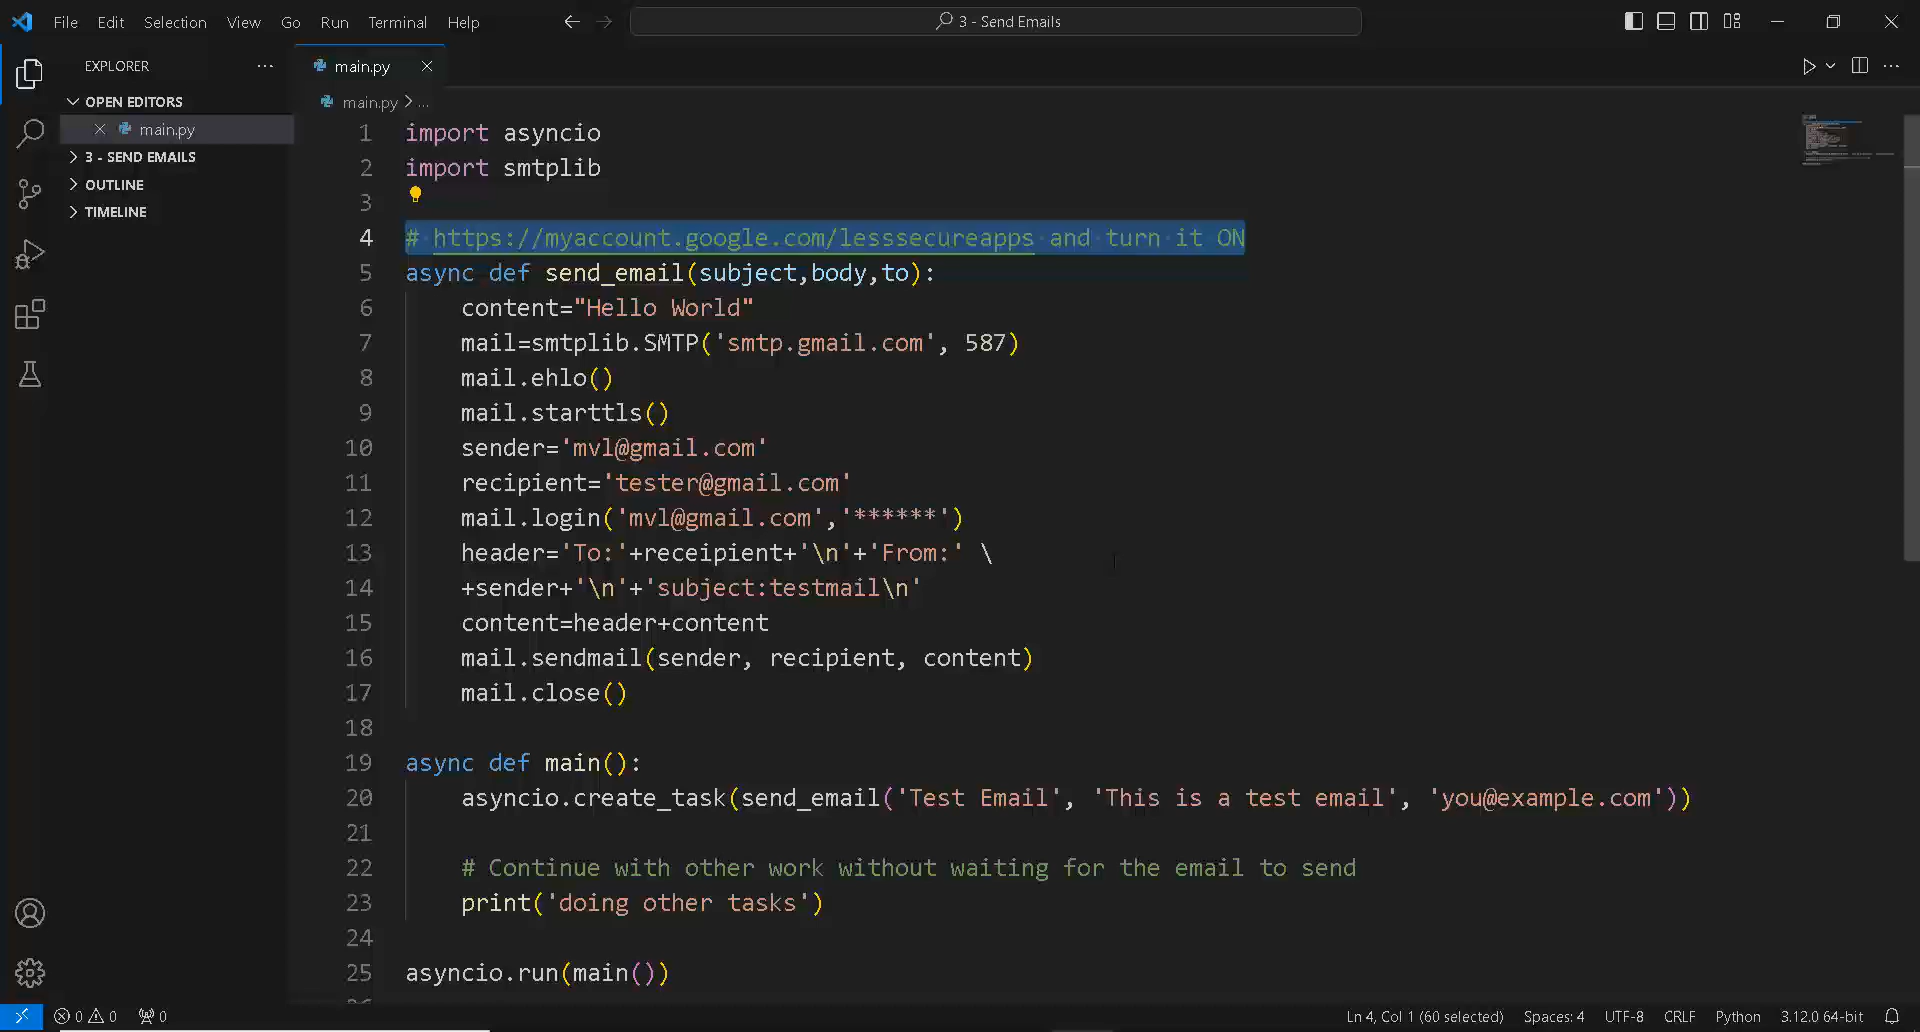 File Edit Selection View Go Run Terminal Help
3 - Send Emails
EXPLORER
main.py
OPEN EDITORS
main.py > ...
main.py
3 - SEND EMAILS
OUTLINE
TIMELINE
1 import asyncio
2 import smtplib
3
4 # https://myaccount.google.com/lesssecureapps and turn it ON
5 async def send_email(subject,body,to):
6 content="Hello World"
7 mail=smtplib.SMTP('smtp.gmail.com', 587)
8 mail.ehlo()
9 mail.starttls()
10 sender='mvl@gmail.com'
11 recipient='tester@gmail.com'
12 mail.login('mvl@gmail.com','******')
13 header='To:'+receipient+'\n'+'From:' \
14 +sender+'\n'+'subject:testmail\n'
15 content=header+content
16 mail.sendmail(sender, recipient, content)
17 mail.close()
18
19 async def main():
20 asyncio.create_task(send_email('Test Email', 'This is a test email', 'you@example.com'))
21
22 # Continue with other work without waiting for the email to send
23 print('doing other tasks')
24
25 asyncio.run(main())
0 0 0
Ln 4, Col 1 (60 selected) Spaces: 4 UTF-8 CRLF Python 3.12.0 64-bit